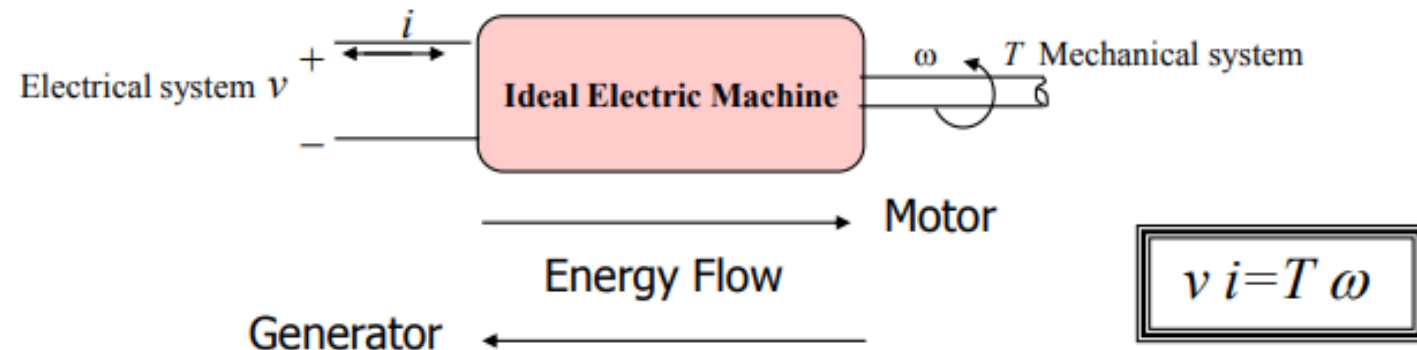 i
+
Electrical system v
−
Ideal Electric Machine
ω
T Mechanical system
Motor
Energy Flow
Generator
v i=T ω